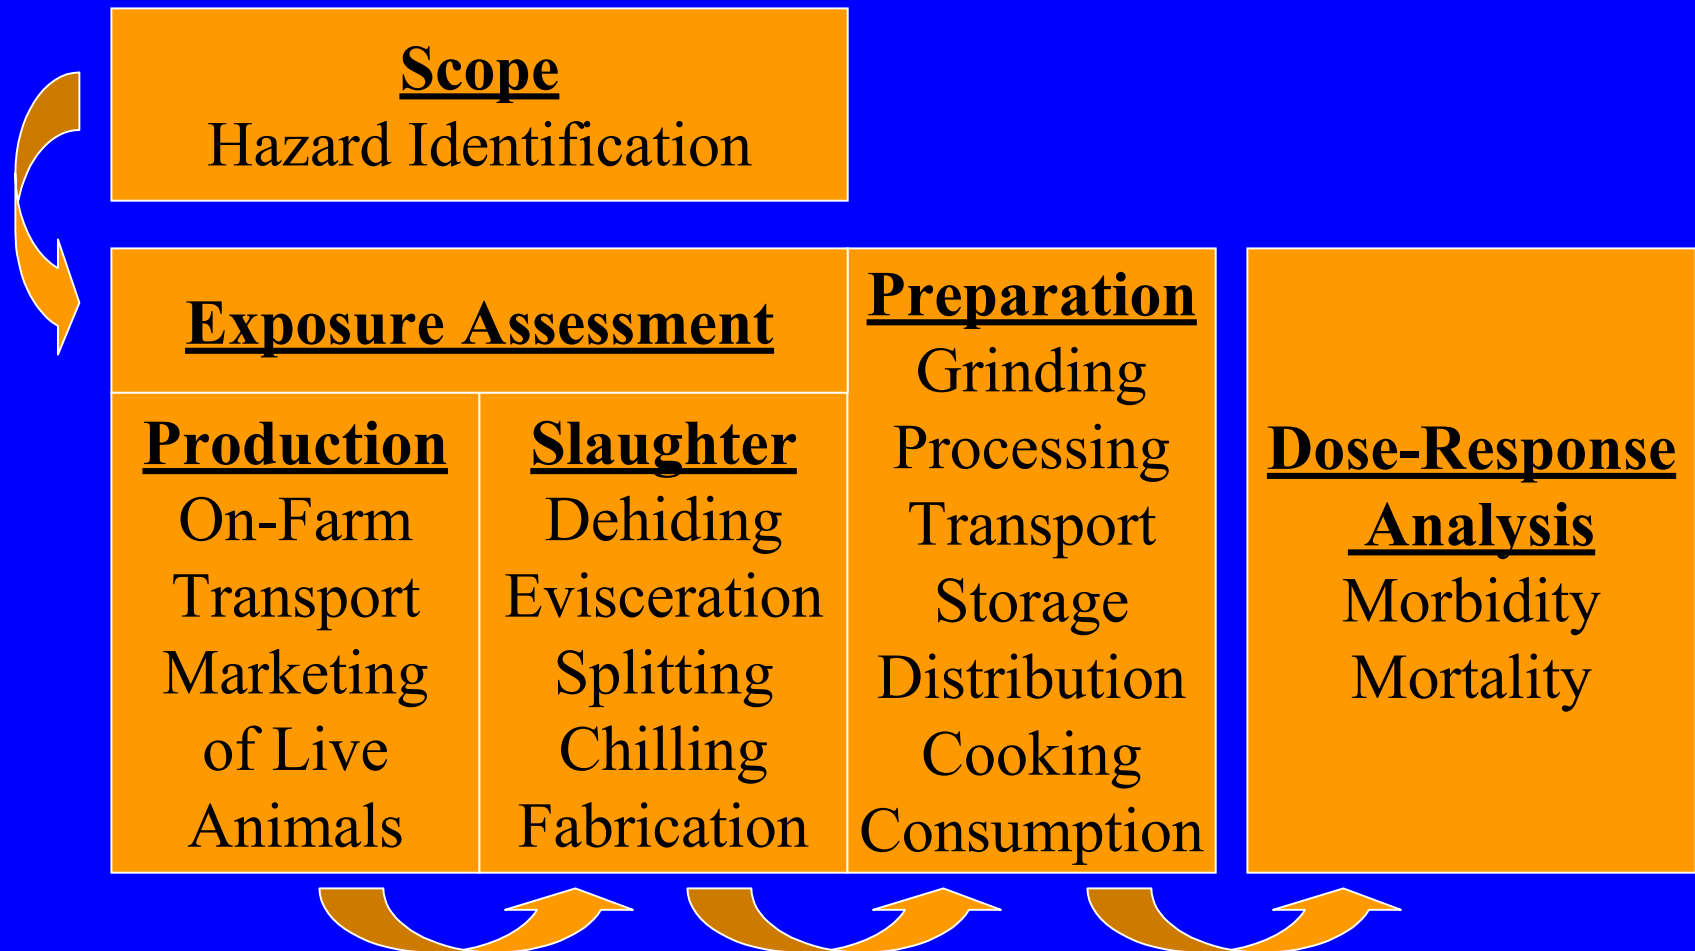 Scope
Hazard Identification
Exposure Assessment
Production
On-Farm
Transport
Marketing
of Live
Animals
Slaughter
Dehiding
Evisceration
Splitting
Chilling
Fabrication
Preparation
Grinding
Processing
Transport
Storage
Distribution
Cooking
Consumption
Dose-Response
Analysis
Morbidity
Mortality